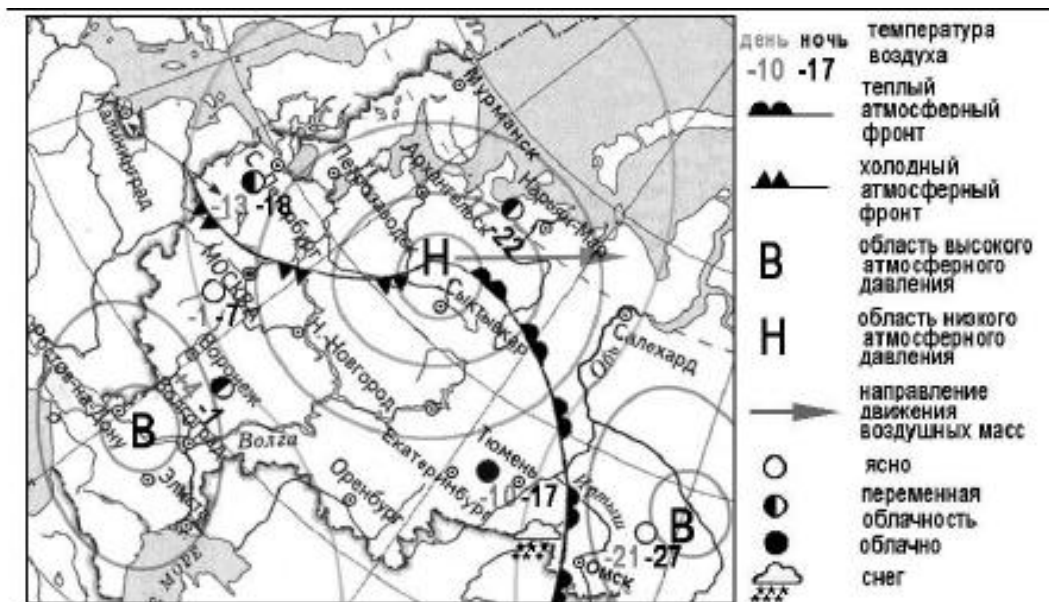 Мурманск
Калининград
С.-Петербург
Петрозаводск
Архангельск
Нарьян-Мар
-13 -18
-22
МОСКВА
-1 -7
Н
Сыктывкар
Салехард
Обь
Н. Новгород
Воронеж
-7
В
Волгоград
Волга
Элиста
Екатеринбург
Тюмень
-10 -17
Оренбург
Иртыш
В
-21 -27
Омск
МОРЕ
день ночь
-10 -17
температура
воздуха
теплый
атмосферный
фронт
холодный
атмосферный
фронт
В
область высокого
атмосферного
давления
Н
область низкого
атмосферного
давления
направление
движения
воздушных масс
ясно
переменная
облачность
облачно
снег